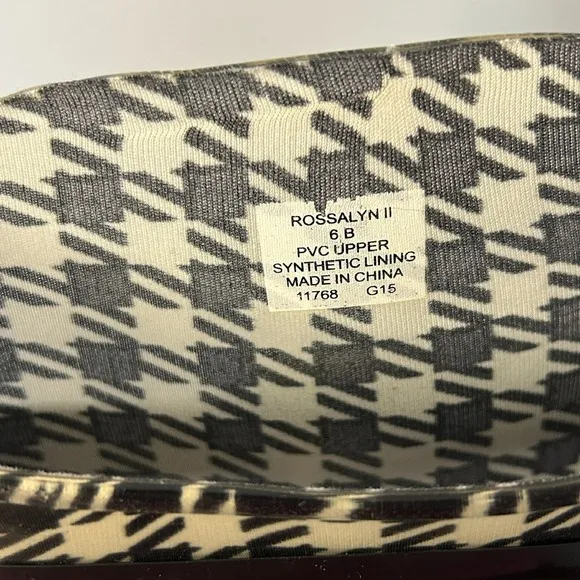 ROSSALYN II
6 B
PVC UPPER
SYNTHETIC LINING
MADE IN CHINA
11768 G15